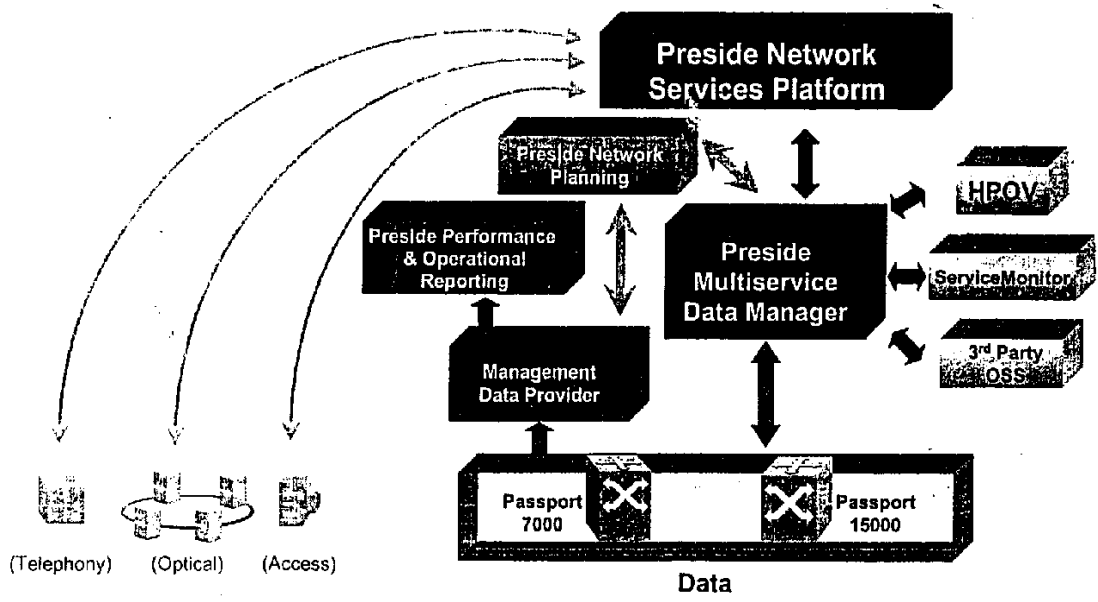 Preside Network
Services Platform
Preside Network
Planning
HPOV
Preside Performance
& Operational
Reporting
Preside
Multiservice
Data Manager
ServiceMonitor
3rd Party
OSS
Management
Data Provider
Passport
7000
Passport
15000
(Telephony)
(Optical)
(Access)
Data